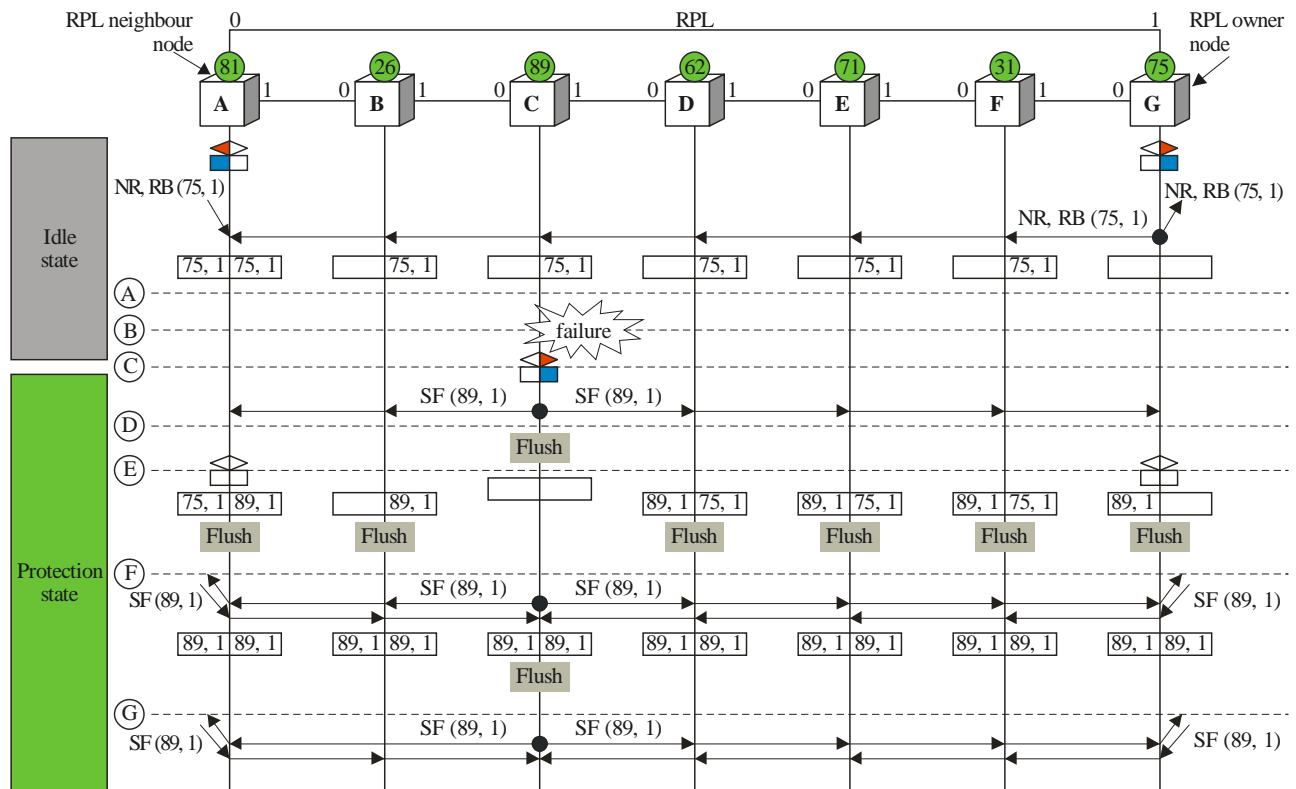 RPL neighbour
node
0
RPL
1
RPL owner
node
81
26
89
62
71
31
75
A 1
0 B 1
0 C 1
0 D 1
0 E 1
0 F 1
0 G
Idle
state
NR, RB (75, 1)
NR, RB (75, 1)
NR, RB (75, 1)
75, 1 75, 1
75, 1
75, 1
75, 1
75, 1
75, 1
A
B
failure
C
Protection
state
SF (89, 1)
SF (89, 1)
D
Flush
E
75, 1 89, 1
89, 1
89, 1 75, 1
89, 1 75, 1
89, 1 75, 1
89, 1
Flush
Flush
Flush
Flush
Flush
Flush
F
SF (89, 1)
SF (89, 1)
SF (89, 1)
SF (89, 1)
89, 1 89, 1
89, 1 89, 1
89, 1 89, 1
89, 1 89, 1
89, 1 89, 1
89, 1 89, 1
89, 1 89, 1
Flush
G
SF (89, 1)
SF (89, 1)
SF (89, 1)
SF (89, 1)